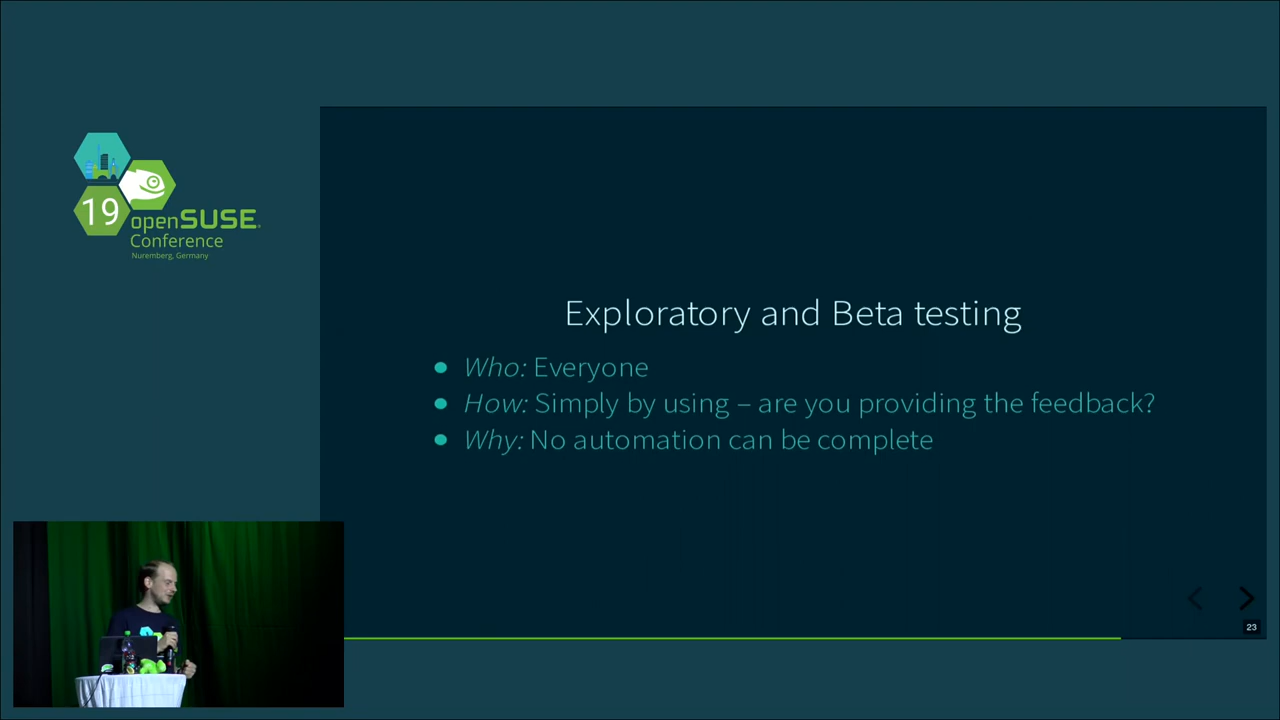 19
openSUSE
Conference
Nuremberg, Germany
Exploratory and Beta testing
Who: Everyone
How: Simply by using – are you providing the feedback?
Why: No automation can be complete
23